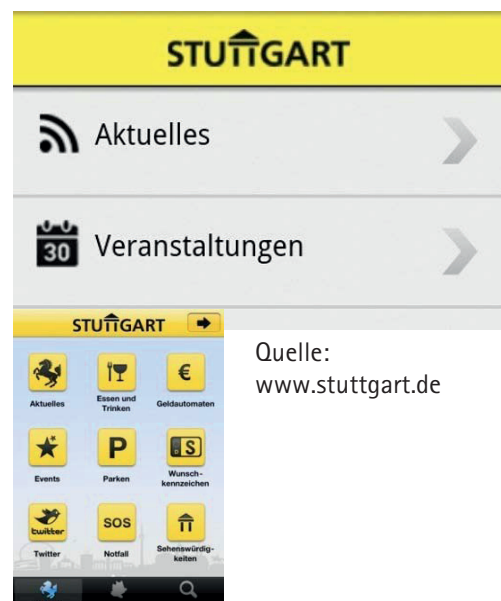 STUTTGART
Aktuelles
30
Veranstaltungen
STUTTGART
Aktuelles
Essen und
Trinken
Geldautomaten
€
Events
P
Parken
S
Wunsch-
kennzeichen
twitter
Twitter
SOS
Notfall
Sehenswürdig-
keiten
Quelle:
www.stuttgart.de